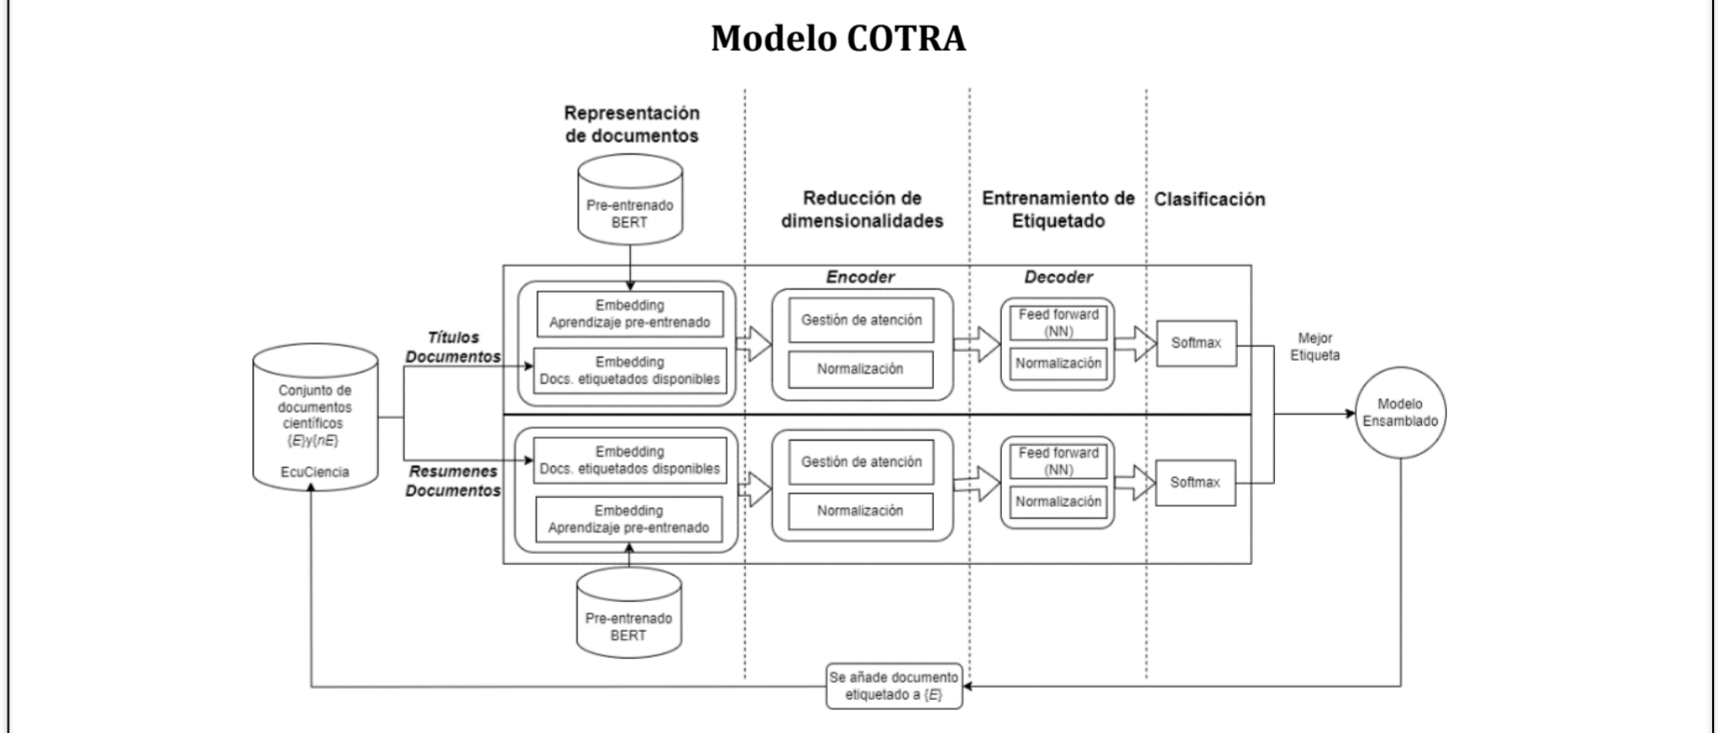 Modelo COTRA
Representación
de documentos
Pre-entrenado
BERT
Reducción de
dimensionalidades
Entrenamiento de
Etiquetado
Clasificación
Encoder
Decoder
Embedding
Aprendizaje pre-entrenado
Embedding
Docs. etiquetados disponibles
Gestión de atención
Normalización
Feed forward
(NN)
Normalización
Softmax
Títulos
Documentos
Mejor
Etiqueta
Conjunto de
documentos
científicos
{E}y{nE}
EcuCiencia
Modelo
Ensamblado
Resumenes
Documentos
Embedding
Docs. etiquetados disponibles
Embedding
Aprendizaje pre-entrenado
Gestión de atención
Normalización
Feed forward
(NN)
Normalización
Softmax
Pre-entrenado
BERT
Se añade documento
etiquetado a {E}